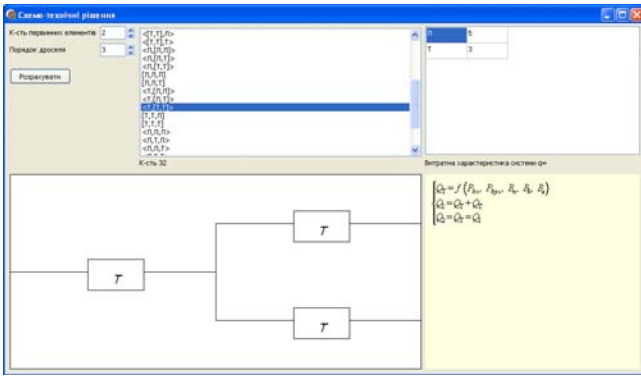 Схемо-технічні рішення
К-сть первинних елементів 2
Порядок дроселя 3
Розрахувати
<[Т,Т],П>
<[Т,Т],Т>
<П,[П,П]>
<П,[П,Т]>
<П,[Т,Т]>
[П,П,П]
[П,П,Т]
<Т,[П,П]>
<Т,[П,Т]>
<Т,[Т,Т]>
[Т,Т,П]
[Т,Т,Т]
<П,П,П>
<П,Т,П>
<П,П,Т>
К-сть 32
П 5
Т 3
Витратна характеристика системи q=
T
T
T